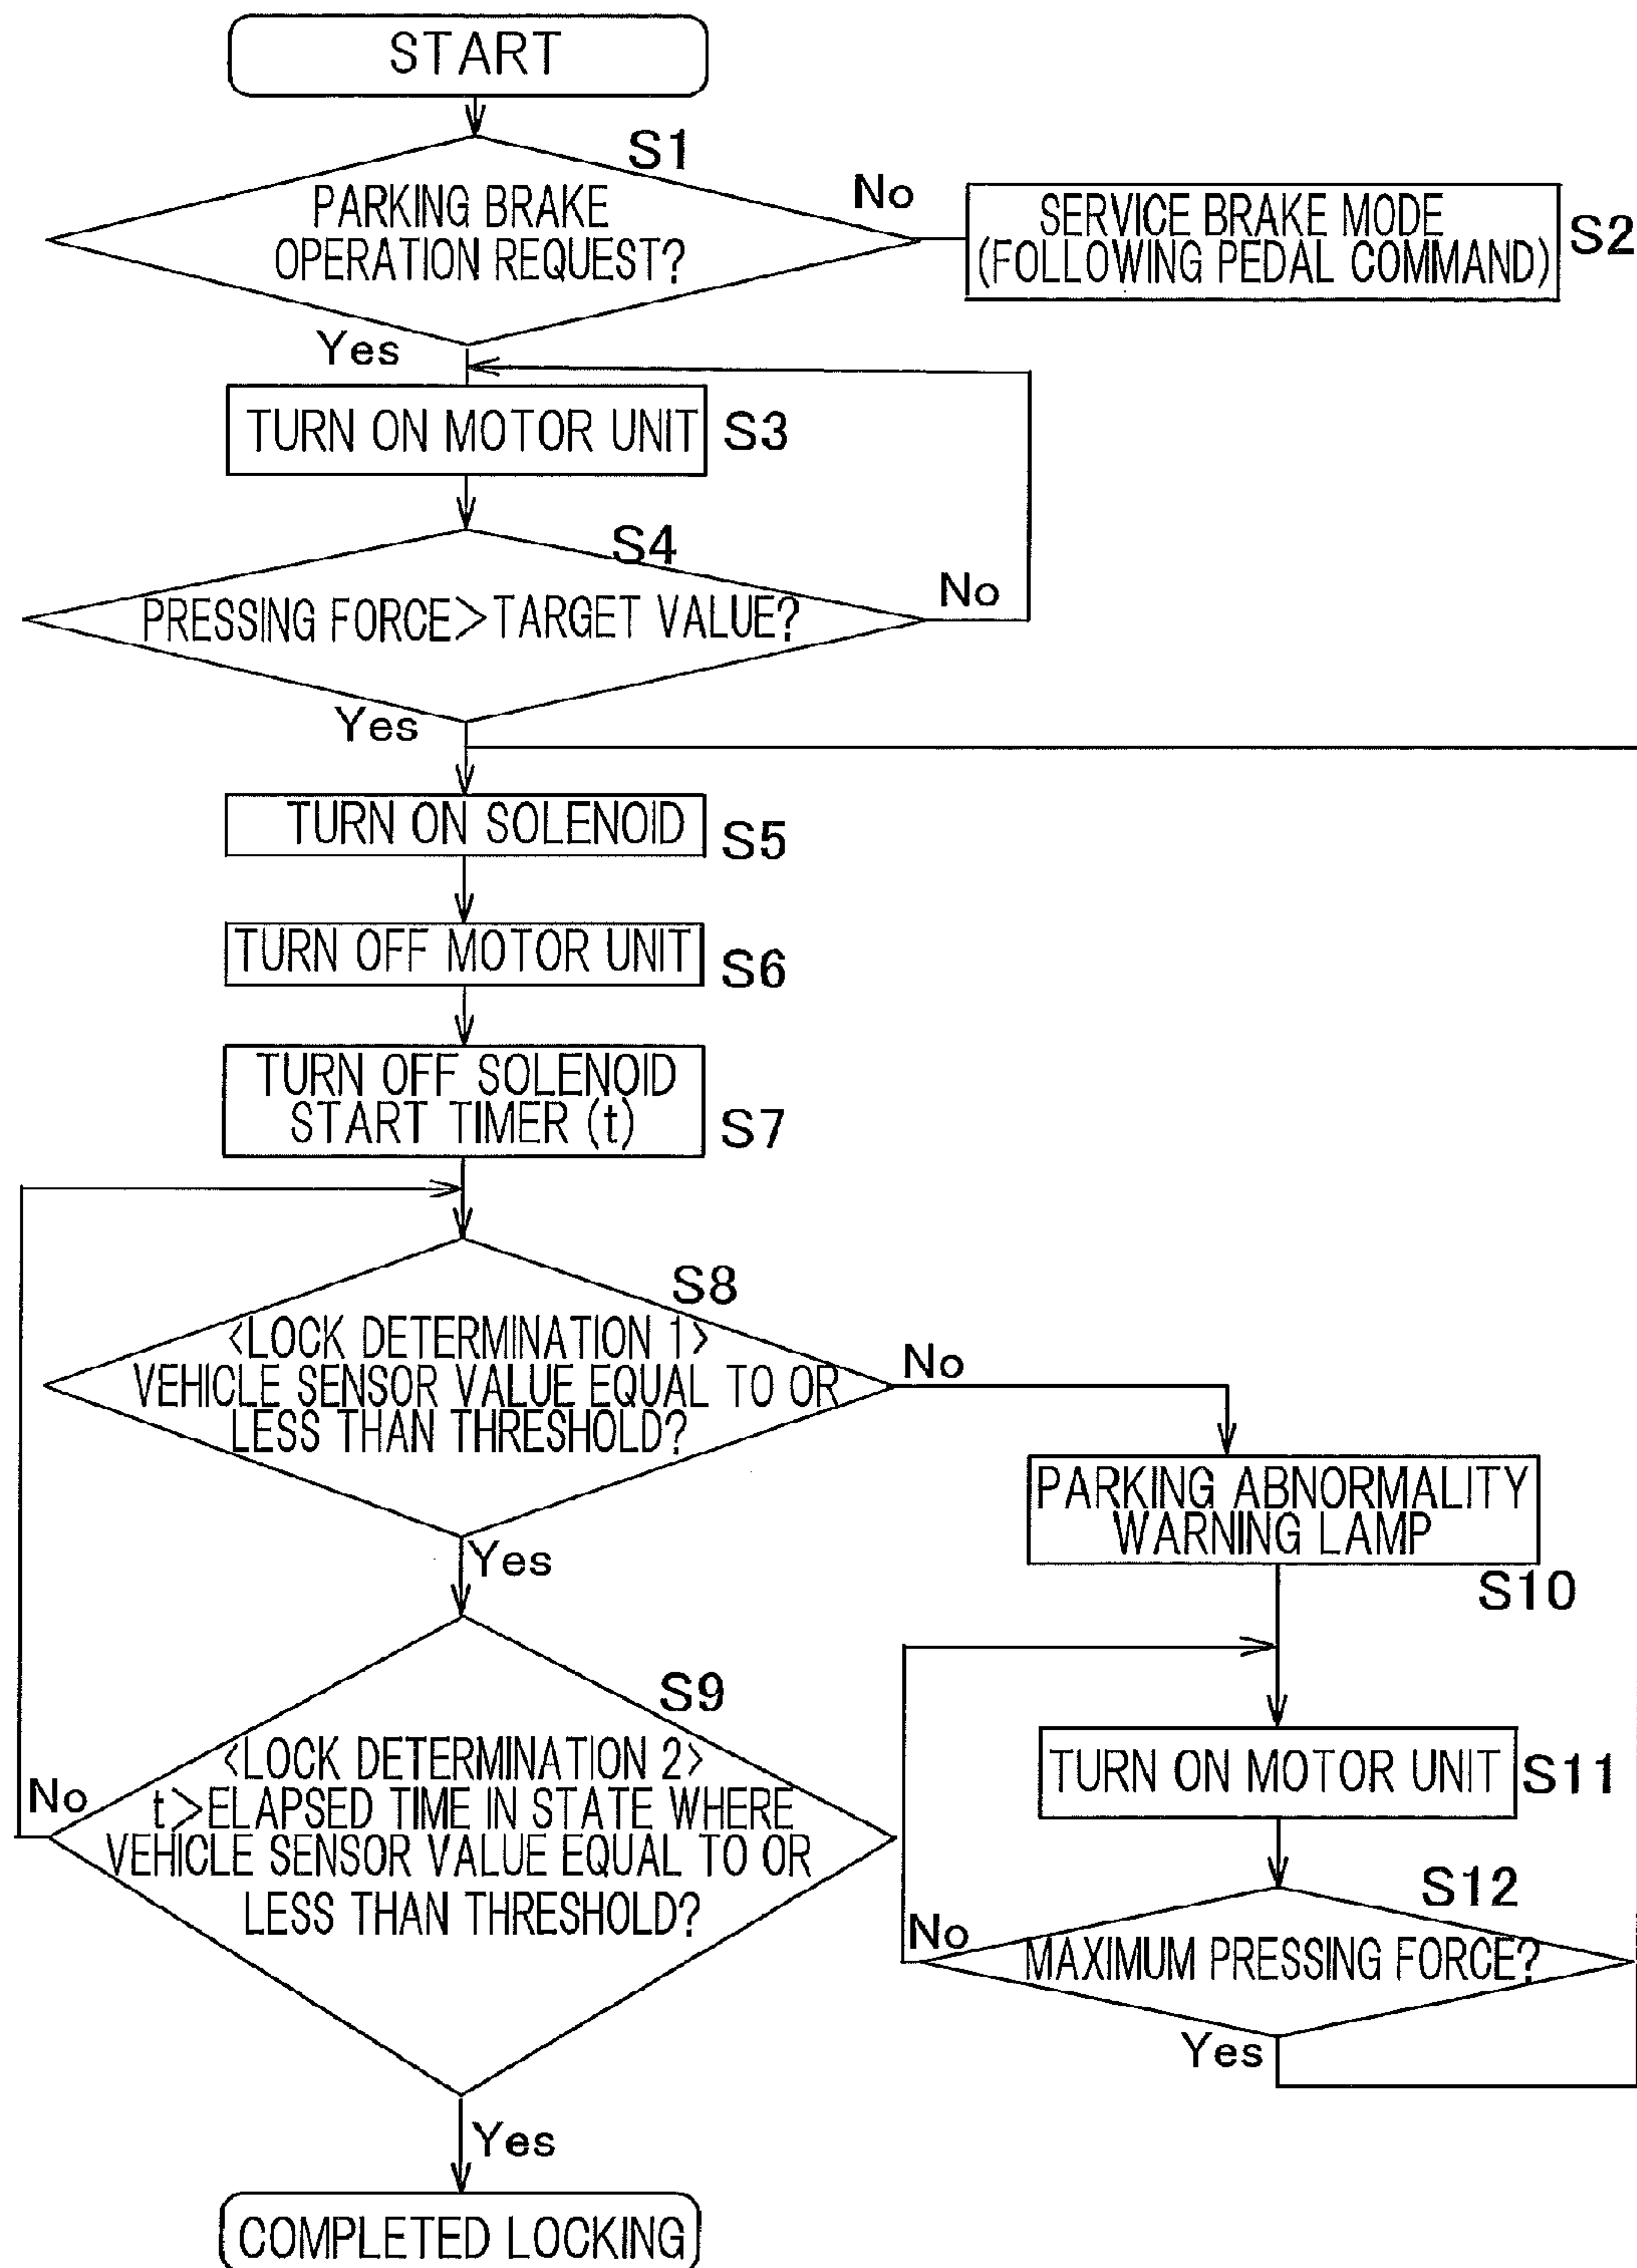 START
S1
PARKING BRAKE
OPERATION REQUEST?
No
SERVICE BRAKE MODE
(FOLLOWING PEDAL COMMAND)
S2
Yes
TURN ON MOTOR UNIT
S3
S4
PRESSING FORCE>TARGET VALUE?
No
Yes
TURN ON SOLENOID
S5
TURN OFF MOTOR UNIT
S6
TURN OFF SOLENOID
START TIMER (t)
S7
S8
<LOCK DETERMINATION 1>
VEHICLE SENSOR VALUE EQUAL TO OR
LESS THAN THRESHOLD?
No
Yes
PARKING ABNORMALITY
WARNING LAMP
S10
S9
<LOCK DETERMINATION 2>
t>ELAPSED TIME IN STATE WHERE
VEHICLE SENSOR VALUE EQUAL TO OR
LESS THAN THRESHOLD?
No
TURN ON MOTOR UNIT
S11
S12
MAXIMUM PRESSING FORCE?
No
Yes
Yes
COMPLETED LOCKING